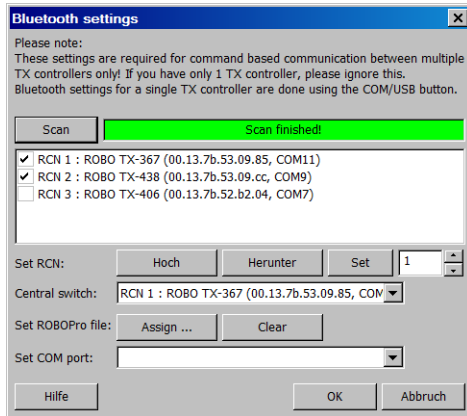 Bluetooth settings
Please note:
These settings are required for command based communication between multiple
TX controllers only! If you have only 1 TX controller, please ignore this.
Bluetooth settings for a single TX controller are done using the COM/USB button.
Scan Scan finished!
RCN 1 : ROBO TX-367 (00.13.7b.53.09.85, COM11)
RCN 2 : ROBO TX-438 (00.13.7b.53.09.cc, COM9)
RCN 3 : ROBO TX-406 (00.13.7b.52.b2.04, COM7)
Set RCN: Hoch Herunter Set 1
Central switch: RCN 1 : ROBO TX-367 (00.13.7b.53.09.85, COM
Set ROBOPro file: Assign ... Clear
Set COM port:
Hilfe OK Abbruch